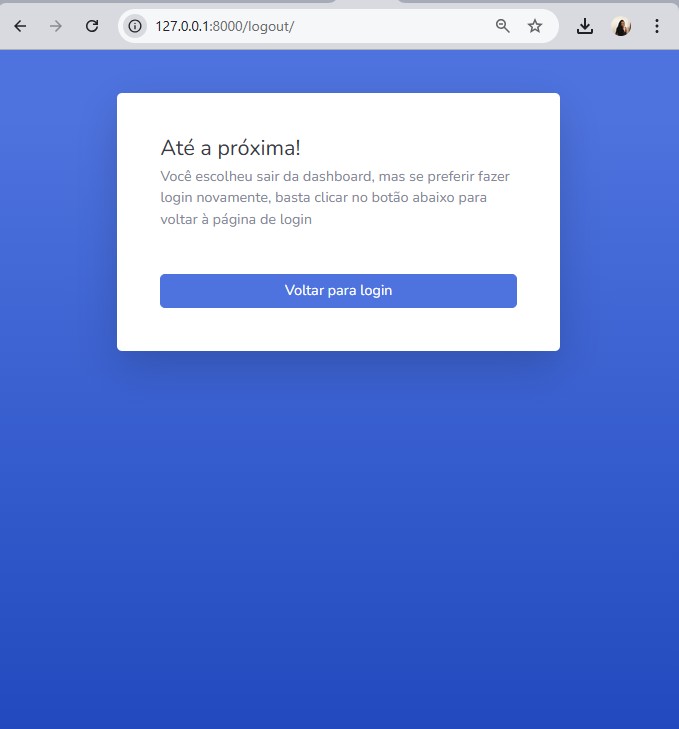 127.0.0.1:8000/logout/
Até a próxima!
Você escolheu sair da dashboard, mas se preferir fazer
login novamente, basta clicar no botão abaixo para
voltar à página de login
Voltar para login